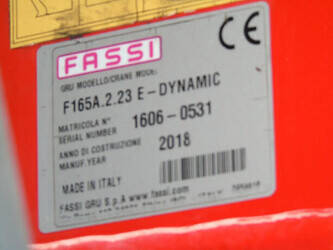 FASSI
CE
GRU MODELLO/CRANE MODEL
F165A.2.23 E-DYNAMIC
MATRICOLA N°
SERIAL NUMBER 1606-0531
ANNO DI COSTRUZIONE
MANUF.YEAR 2018
MADE IN ITALY
FASSI GRU S.p.A www.fassi.com